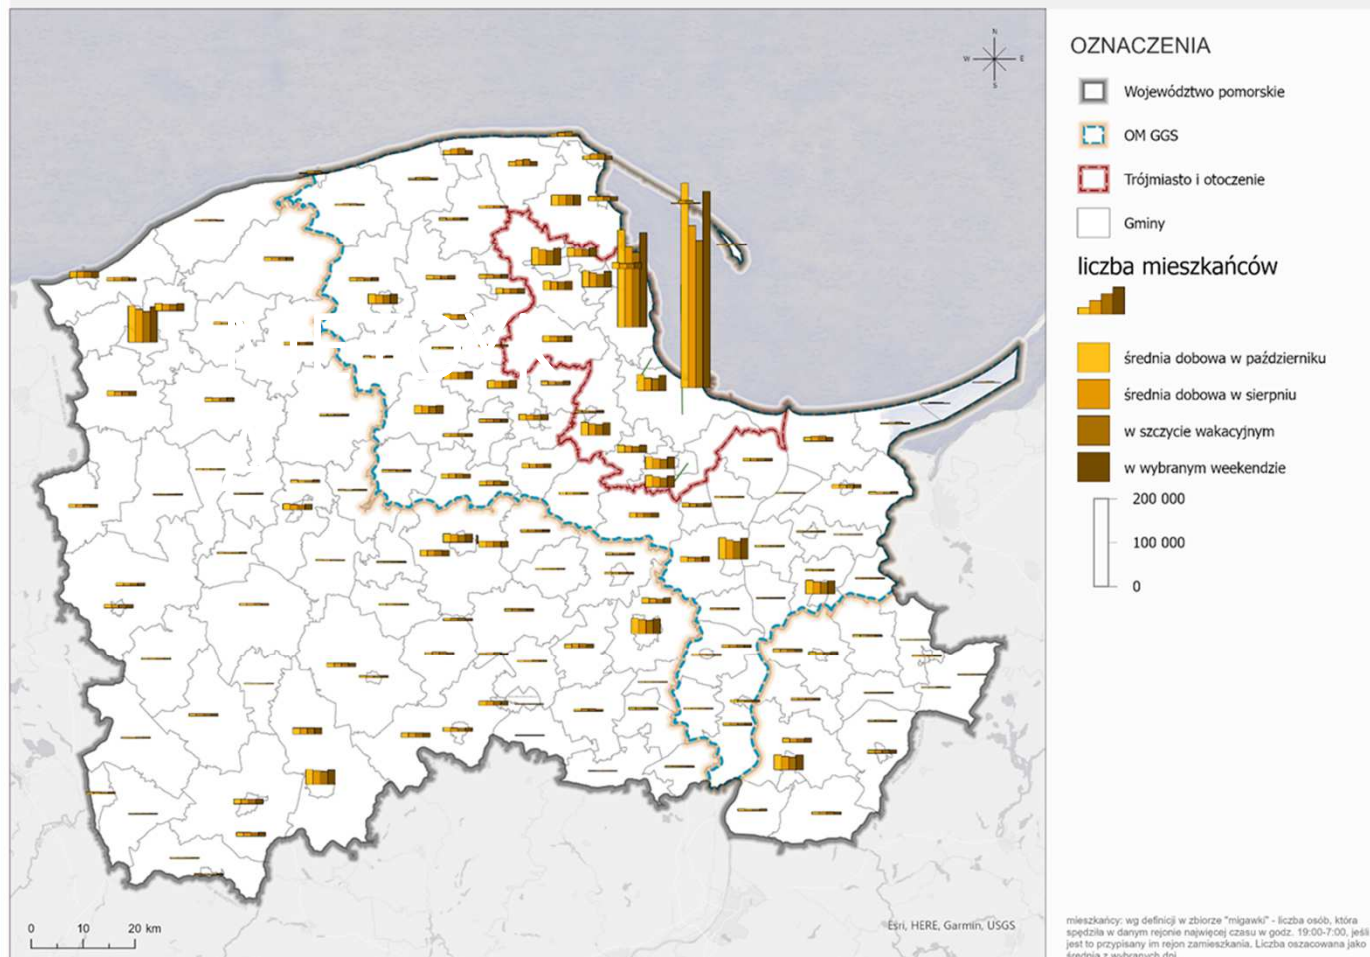 N
W
E
S
OZNACZENIA
Województwo pomorskie
OM GGS
Trójmiasto i otoczenie
Gminy
liczba mieszkańców
średnia dobowa w październiku
średnia dobowa w sierpniu
w szczycie wakacyjnym
w wybranym weekendzie
200 000
100 000
0
0 10 20 km
Esri, HERE, Garmin, USGS
mieszkańcy: wg definicji w zbiorze "migawki" - liczba osób, która
spędziła w danym rejonie najwięcej czasu w godz. 19:00-7:00, jeśli
jest to przypisany im rejon zamieszkania. Liczba oszacowana jako
średnia z wybranych dni